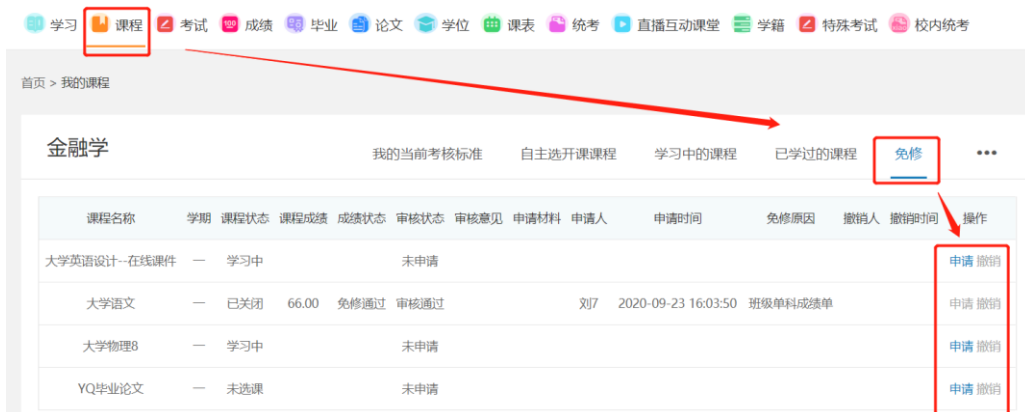 学习 课程 考试 100 成绩 毕业 论文 学位 课表 统考 直播互动课堂 学籍 特殊考试 校内统考
首页 > 我的课程
金融学 我的当前考核标准 自主选开课课程 学习中的课程 已学过的课程 免修 •••
课程名称 学期 课程状态 课程成绩 成绩状态 审核状态 审核意见 申请材料 申请人 申请时间 免修原因 撤销人 撤销时间 操作
大学英语设计--在线课件 — 学习中 未申请 申请 撤销
大学语文 — 已关闭 66.00 免修通过 审核通过 刘7 2020-09-23 16:03:50 班级单科成绩单 申请 撤销
大学物理8 — 学习中 未申请 申请 撤销
YQ毕业论文 — 未选课 未申请 申请 撤销